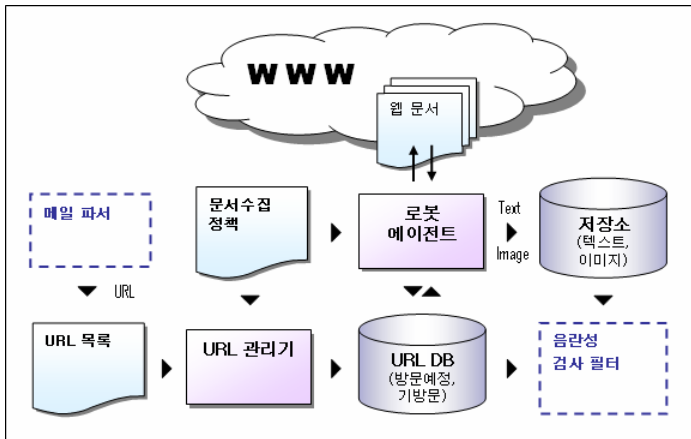 WWW
웹 문서
메일 파서
문서수집
정책
로봇
에이전트
Text
Image
저장소
(텍스트,
이미지)
URL
URL 목록
URL 관리기
URL DB
(방문예정,
기방문)
음란성
검사 필터